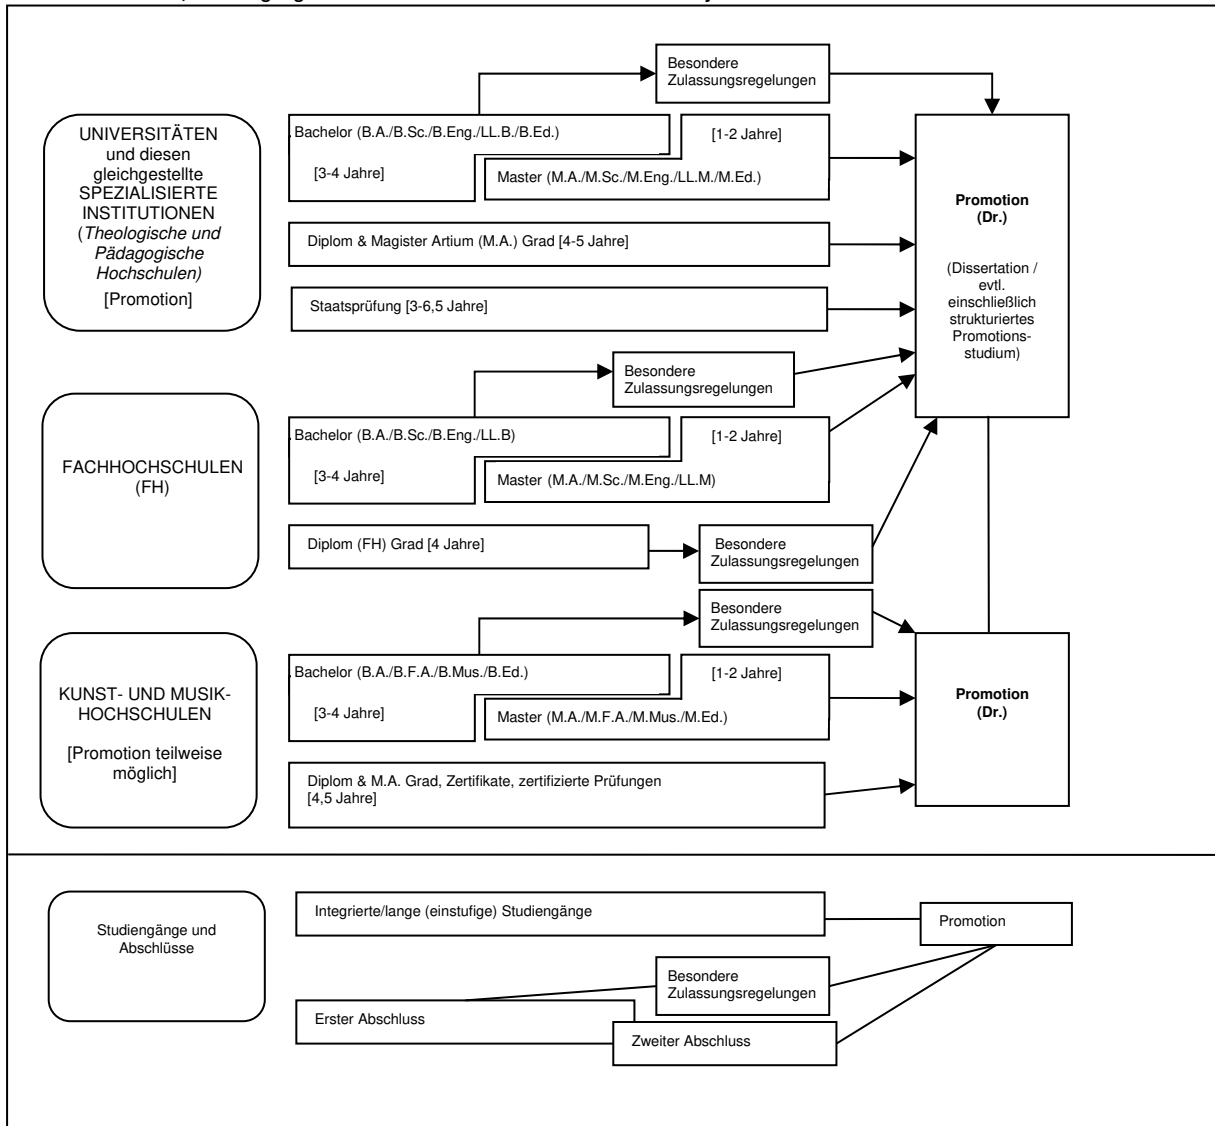 Besondere
Zulassungsregelungen
UNIVERSITÄTEN
und diesen
gleichgestellte
SPEZIALISIERTE
INSTITUTIONEN
(Theologische und
Pädagogische
Hochschulen)
[Promotion]
Bachelor (B.A./B.Sc./B.Eng./LL.B./B.Ed.)
[1-2 Jahre]
[3-4 Jahre]
Master (M.A./M.Sc./M.Eng./LL.M./M.Ed.)
Diplom & Magister Artium (M.A.) Grad [4-5 Jahre]
Staatsprüfung [3-6,5 Jahre]
Promotion
(Dr.)
(Dissertation /
evtl.
einschließlich
strukturiertes
Promotions-
studium)
FACHHOCHSCHULEN
(FH)
Besondere
Zulassungsregelungen
Bachelor (B.A./B.Sc./B.Eng./LL.B)
[1-2 Jahre]
[3-4 Jahre]
Master (M.A./M.Sc./M.Eng./LL.M)
Diplom (FH) Grad [4 Jahre]
Besondere
Zulassungsregelungen
KUNST- UND MUSIK-
HOCHSCHULEN
[Promotion teilweise
möglich]
Besondere
Zulassungsregelungen
Bachelor (B.A./B.F.A./B.Mus./B.Ed.)
[1-2 Jahre]
[3-4 Jahre]
Master (M.A./M.F.A./M.Mus./M.Ed.)
Diplom & M.A. Grad, Zertifikate, zertifizierte Prüfungen
[4,5 Jahre]
Promotion
(Dr.)
Studiengänge und
Abschlüsse
Integrierte/lange (einstufige) Studiengänge
Promotion
Besondere
Zulassungsregelungen
Erster Abschluss
Zweiter Abschluss